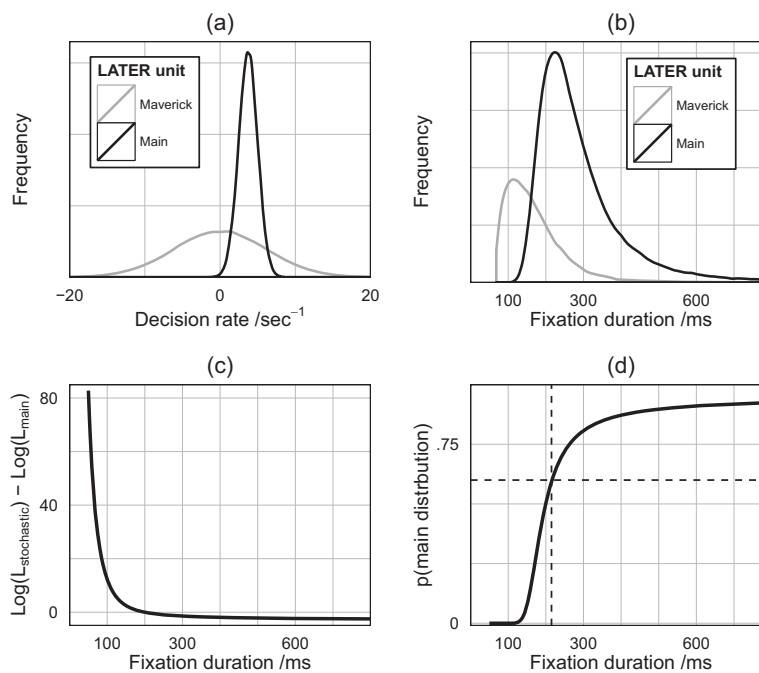 (a)
LATER unit
Maverick
Main
Frequency
−20 0 20
Decision rate /sec⁻¹
(b)
LATER unit
Maverick
Main
Frequency
100 300 600
Fixation duration /ms
(c)
Log(Lstochastic) − Log(Lmain)
80
40
0
100 300 600
Fixation duration /ms
(d)
p(main distrbution)
.75
0
100 300 600
Fixation duration /ms